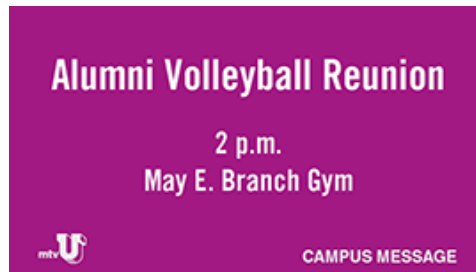 Alumni Volleyball Reunion
2 p.m.
May E. Branch Gym
mtvU
CAMPUS MESSAGE